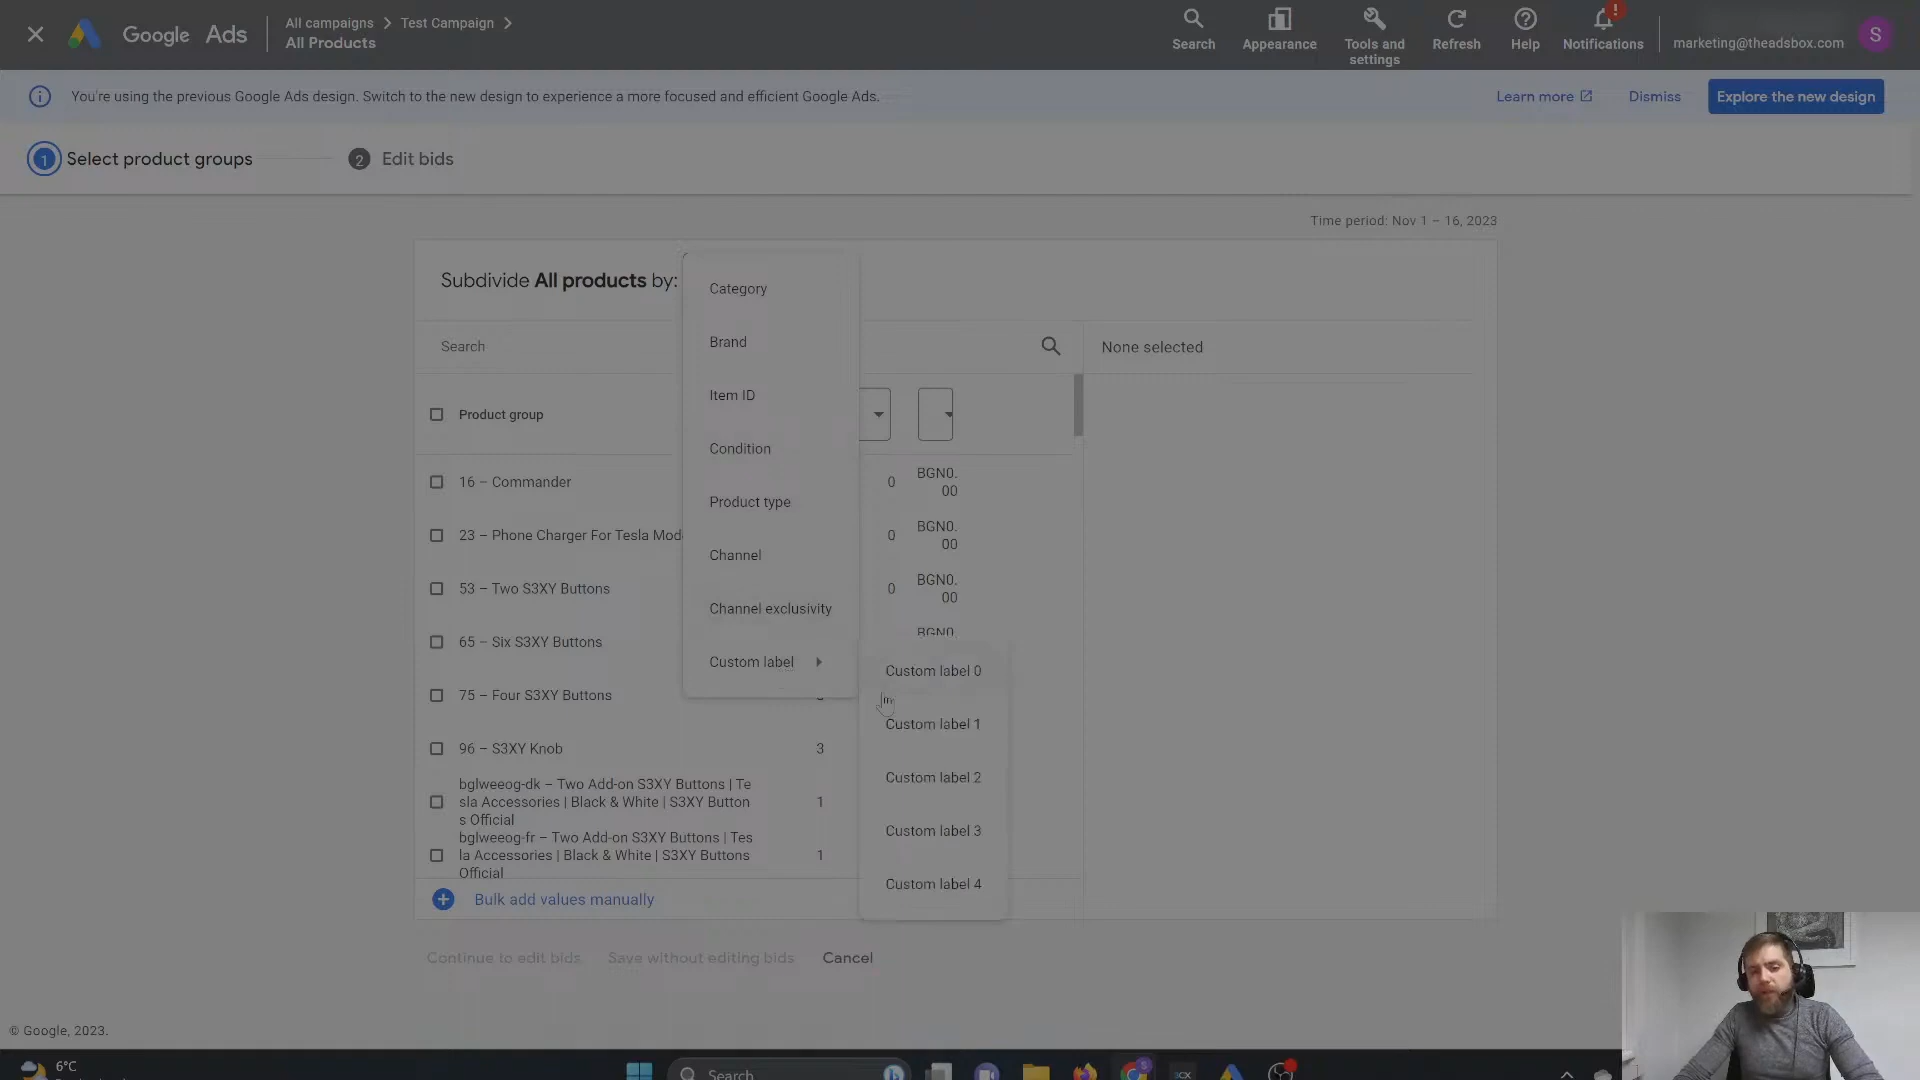 Google Ads
All campaigns > Test Campaign >
All Products
Search
Appearance
Tools and
settings
Refresh
Help
Notifications
marketing@theadsbox.com
S
You're using the previous Google Ads design. Switch to the new design to experience a more focused and efficient Google Ads.
Learn more
Dismiss
Explore the new design
1 Select product groups
2 Edit bids
Time period: Nov 1 – 16, 2023
Subdivide All products by:
Category
Brand
Item ID
Condition
Product type
Channel
Channel exclusivity
Custom label
Custom label 0
Custom label 1
Custom label 2
Custom label 3
Custom label 4
Search
None selected
Product group
16 – Commander
0
BGN0.
00
23 – Phone Charger For Tesla Mod
0
BGN0.
00
53 – Two S3XY Buttons
0
BGN0.
00
65 – Six S3XY Buttons
BGN0.
75 – Four S3XY Buttons
96 – S3XY Knob
3
bglweeog-dk – Two Add-on S3XY Buttons | Te
sla Accessories | Black & White | S3XY Button
s Official
1
bglweeog-fr – Two Add-on S3XY Buttons | Tes
la Accessories | Black & White | S3XY Buttons
Official
1
Bulk add values manually
Continue to edit bids
Save without editing bids
Cancel
© Google, 2023.
6°C
Search